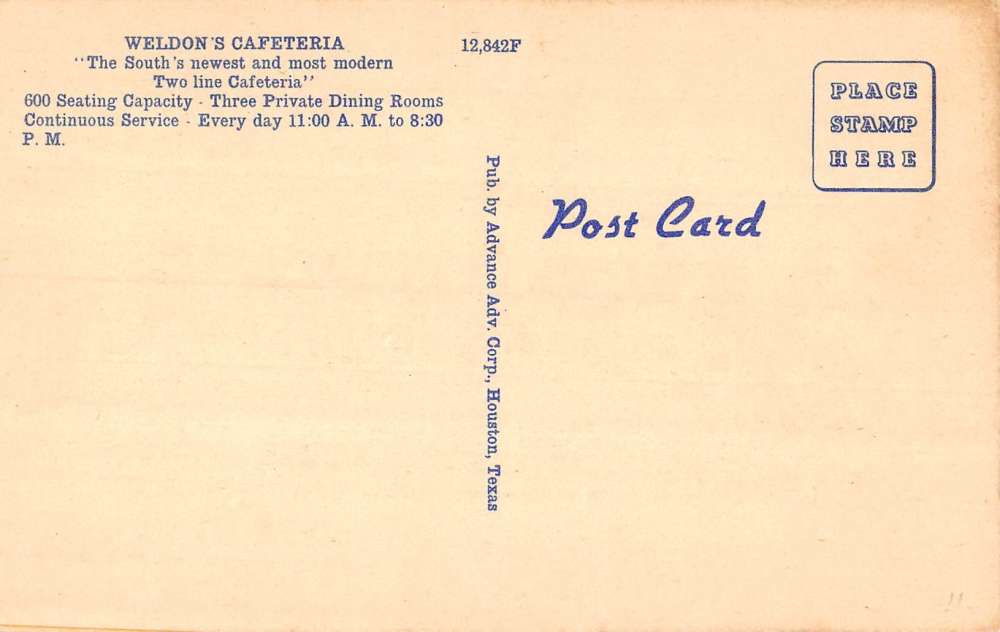 WELDON'S CAFETERIA
"The South's newest and most modern
Two line Cafeteria"
600 Seating Capacity - Three Private Dining Rooms
Continuous Service - Every day 11:00 A. M. to 8:30
P. M.
12,842F
Pub. by Advance Adv. Corp., Houston, Texas
Post Card
PLACE
STAMP
HERE